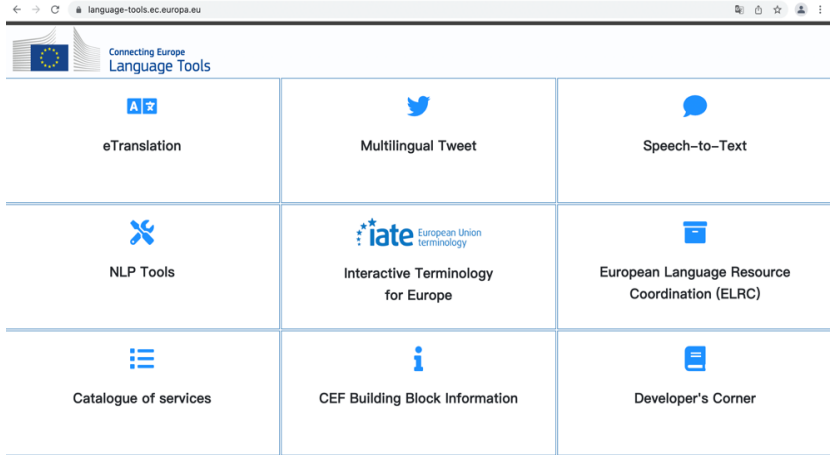 language-tools.ec.europa.eu
Connecting Europe
Language Tools
A
eTranslation
Multilingual Tweet
Speech-to-Text
NLP Tools
iate European Union
terminology
Interactive Terminology
for Europe
European Language Resource
Coordination (ELRC)
Catalogue of services
CEF Building Block Information
Developer's Corner